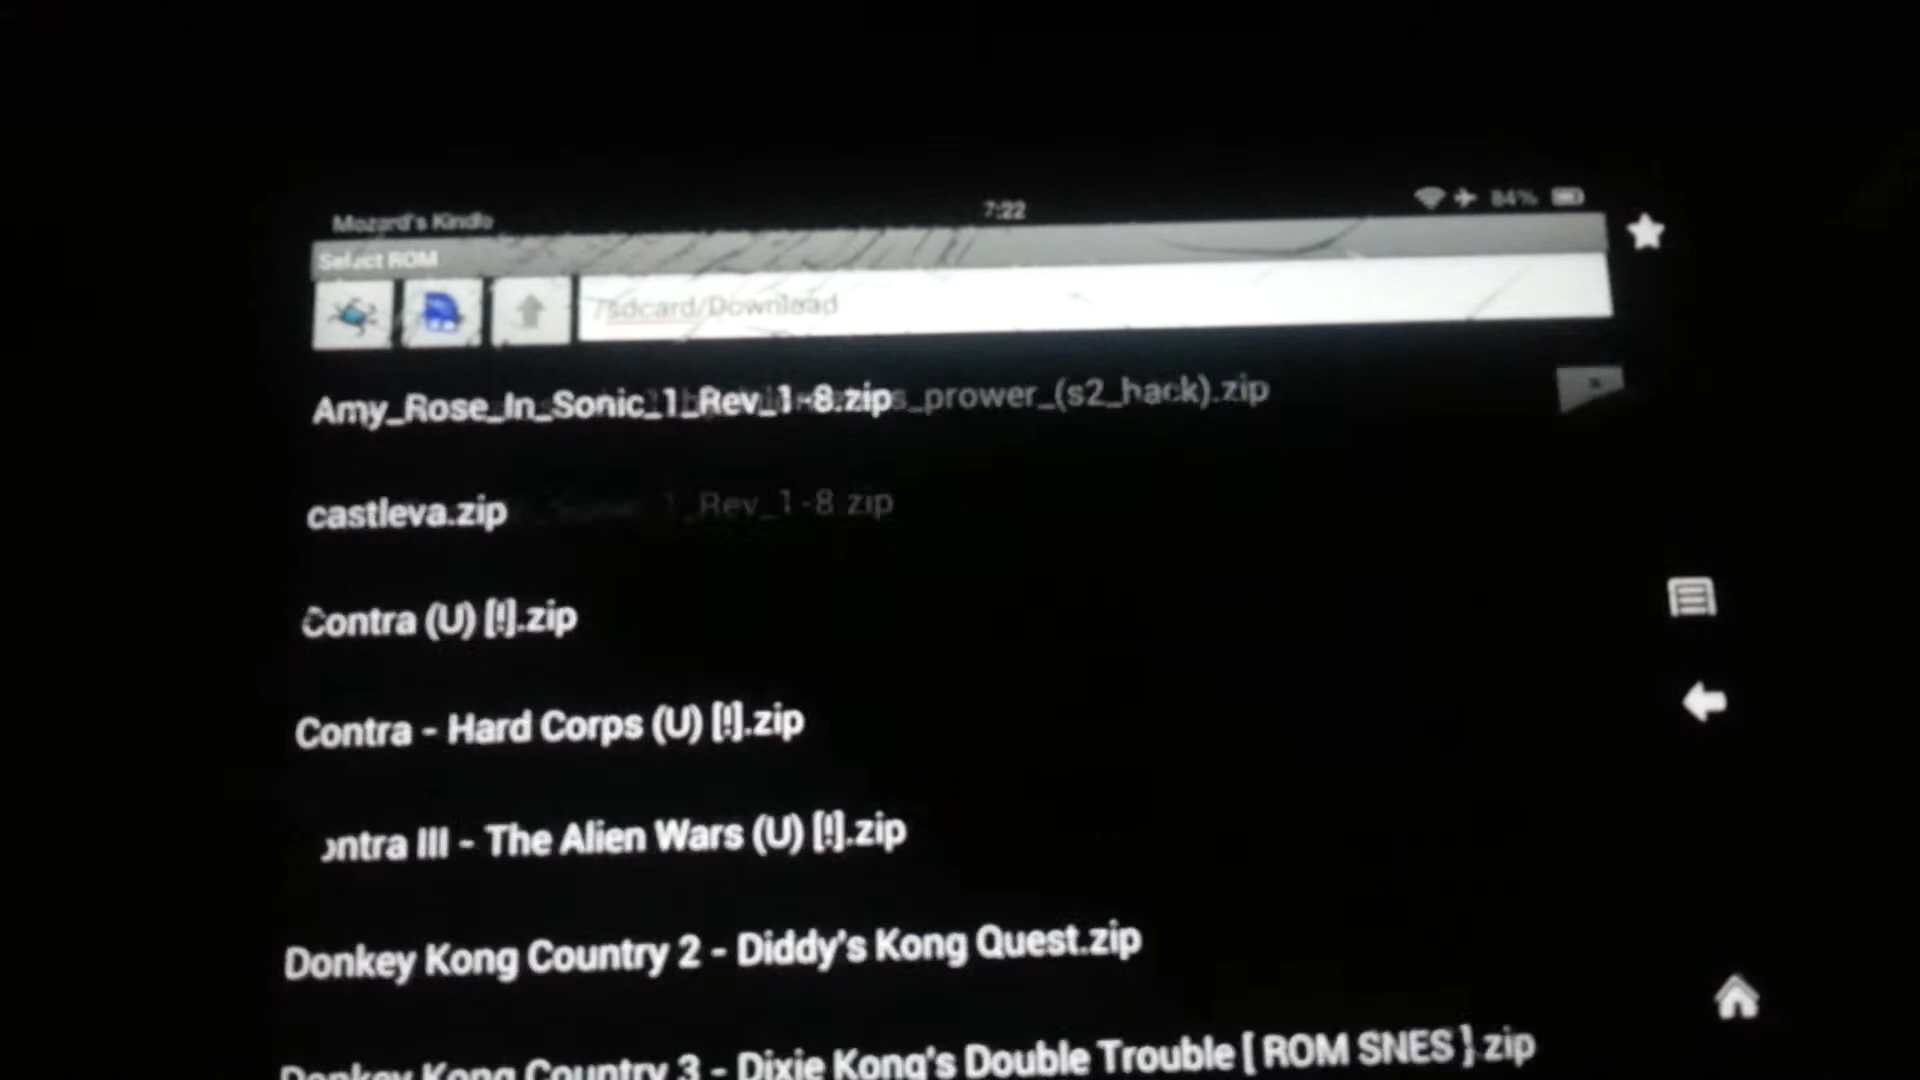 Mozard's Kindle 7:22 84%
Select ROM
/sdcard/Download
Amy_Rose_In_Sonic_1_Rev_1-8.zip s_prower_(s2_hack).zip
castleva.zip 1_Rev_1-8 zip
Contra (U) [!].zip
Contra - Hard Corps (U) [!].zip
ontra III - The Alien Wars (U) [!].zip
Donkey Kong Country 2 - Diddy's Kong Quest.zip
Donkey Kong Country 3 - Dixie Kong's Double Trouble [ ROM SNES ].zip